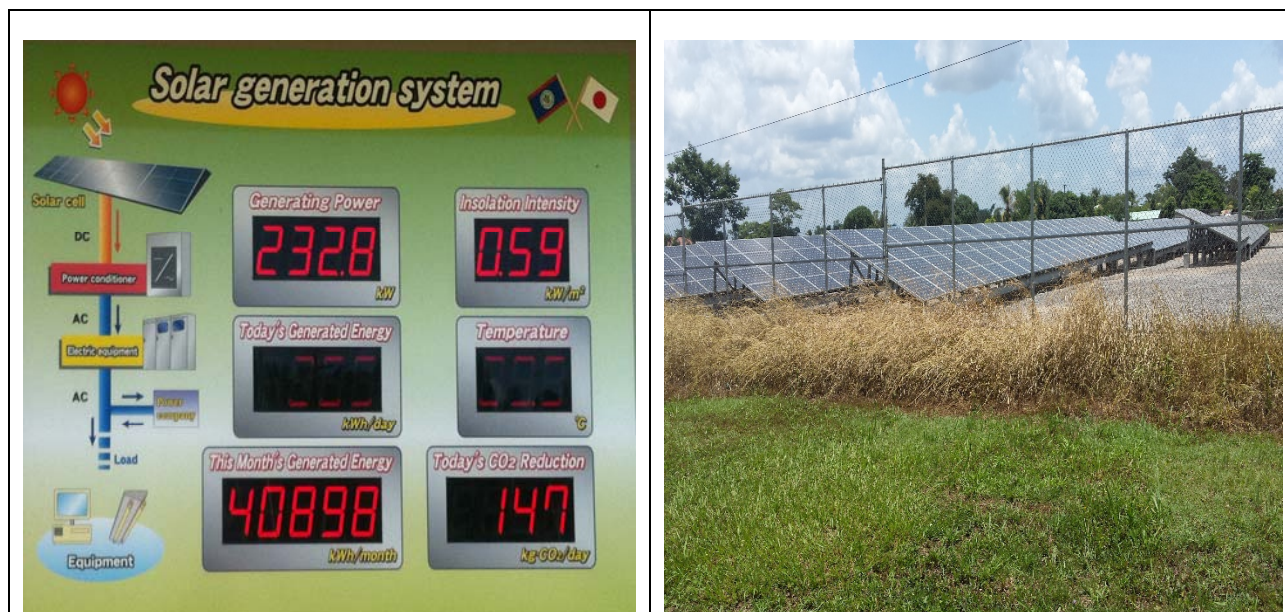 Solar generation system
Solar cell
DC
Power conditioner
AC
Electric equipment
AC
Power
company
Load
Equipment
Generating Power
232.8
kW
Insolation Intensity
0.59
kW/m²
Today's Generated Energy
kWh/day
Temperature
°C
This Month's Generated Energy
40898
kWh/month
Today's CO₂ Reduction
147
kg-CO₂/day